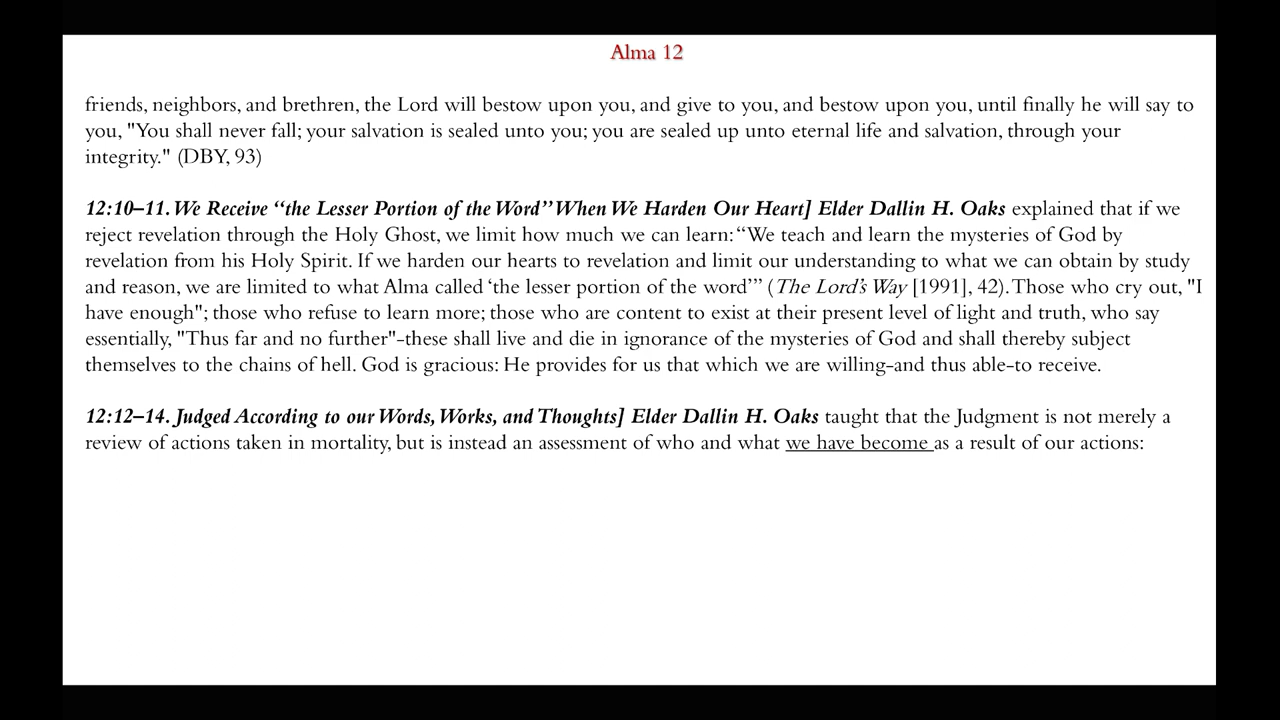 Alma 12
friends, neighbors, and brethren, the Lord will bestow upon you, and give to you, and bestow upon you, until finally he will say to
you, "You shall never fall; your salvation is sealed unto you; you are sealed up unto eternal life and salvation, through your
integrity." (DBY, 93)
12:10–11. We Receive “the Lesser Portion of the Word” When We Harden Our Heart] Elder Dallin H. Oaks explained that if we
reject revelation through the Holy Ghost, we limit how much we can learn: “We teach and learn the mysteries of God by
revelation from his Holy Spirit. If we harden our hearts to revelation and limit our understanding to what we can obtain by study
and reason, we are limited to what Alma called ‘the lesser portion of the word’” (The Lord’s Way [1991], 42). Those who cry out, "I
have enough"; those who refuse to learn more; those who are content to exist at their present level of light and truth, who say
essentially, "Thus far and no further"-these shall live and die in ignorance of the mysteries of God and shall thereby subject
themselves to the chains of hell. God is gracious: He provides for us that which we are willing-and thus able-to receive.
12:12–14. Judged According to our Words, Works, and Thoughts] Elder Dallin H. Oaks taught that the Judgment is not merely a
review of actions taken in mortality, but is instead an assessment of who and what we have become as a result of our actions: